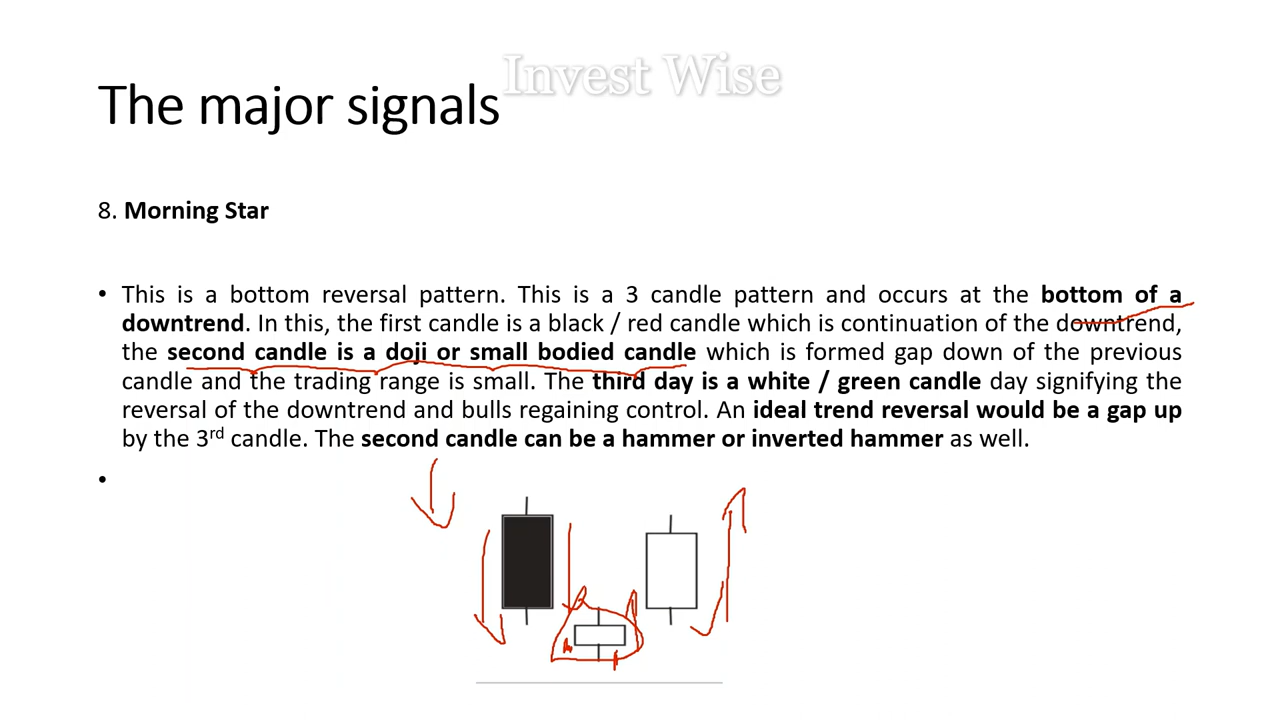 Invest Wise
The major signals
8. Morning Star
• This is a bottom reversal pattern. This is a 3 candle pattern and occurs at the bottom of a
downtrend. In this, the first candle is a black / red candle which is continuation of the downtrend,
the second candle is a doji or small bodied candle which is formed gap down of the previous
candle and the trading range is small. The third day is a white / green candle day signifying the
reversal of the downtrend and bulls regaining control. An ideal trend reversal would be a gap up
by the 3rd candle. The second candle can be a hammer or inverted hammer as well.
•